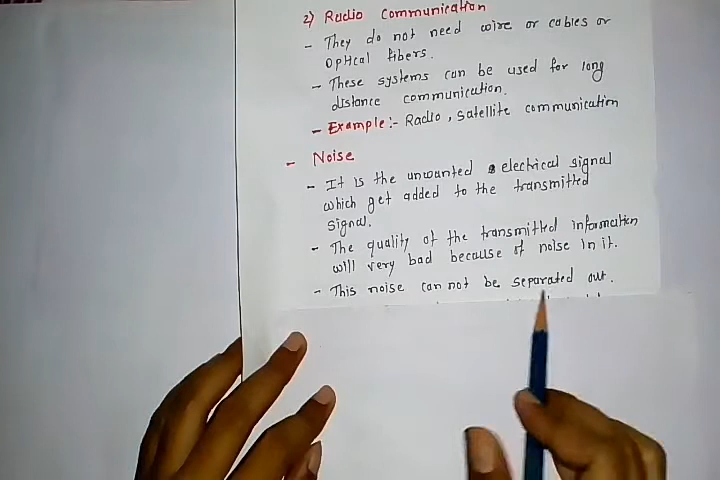 2) Radio Communication
- They do not need wire or cables or
optical fibers.
- These systems can be used for long
distance communication.
- Example:- Radio, Satellite communication
- Noise
- It is the unwanted electrical signal
which get added to the transmitted
signal.
- The quality of the transmitted information
will very bad because of noise in it.
- This noise can not be separated out.